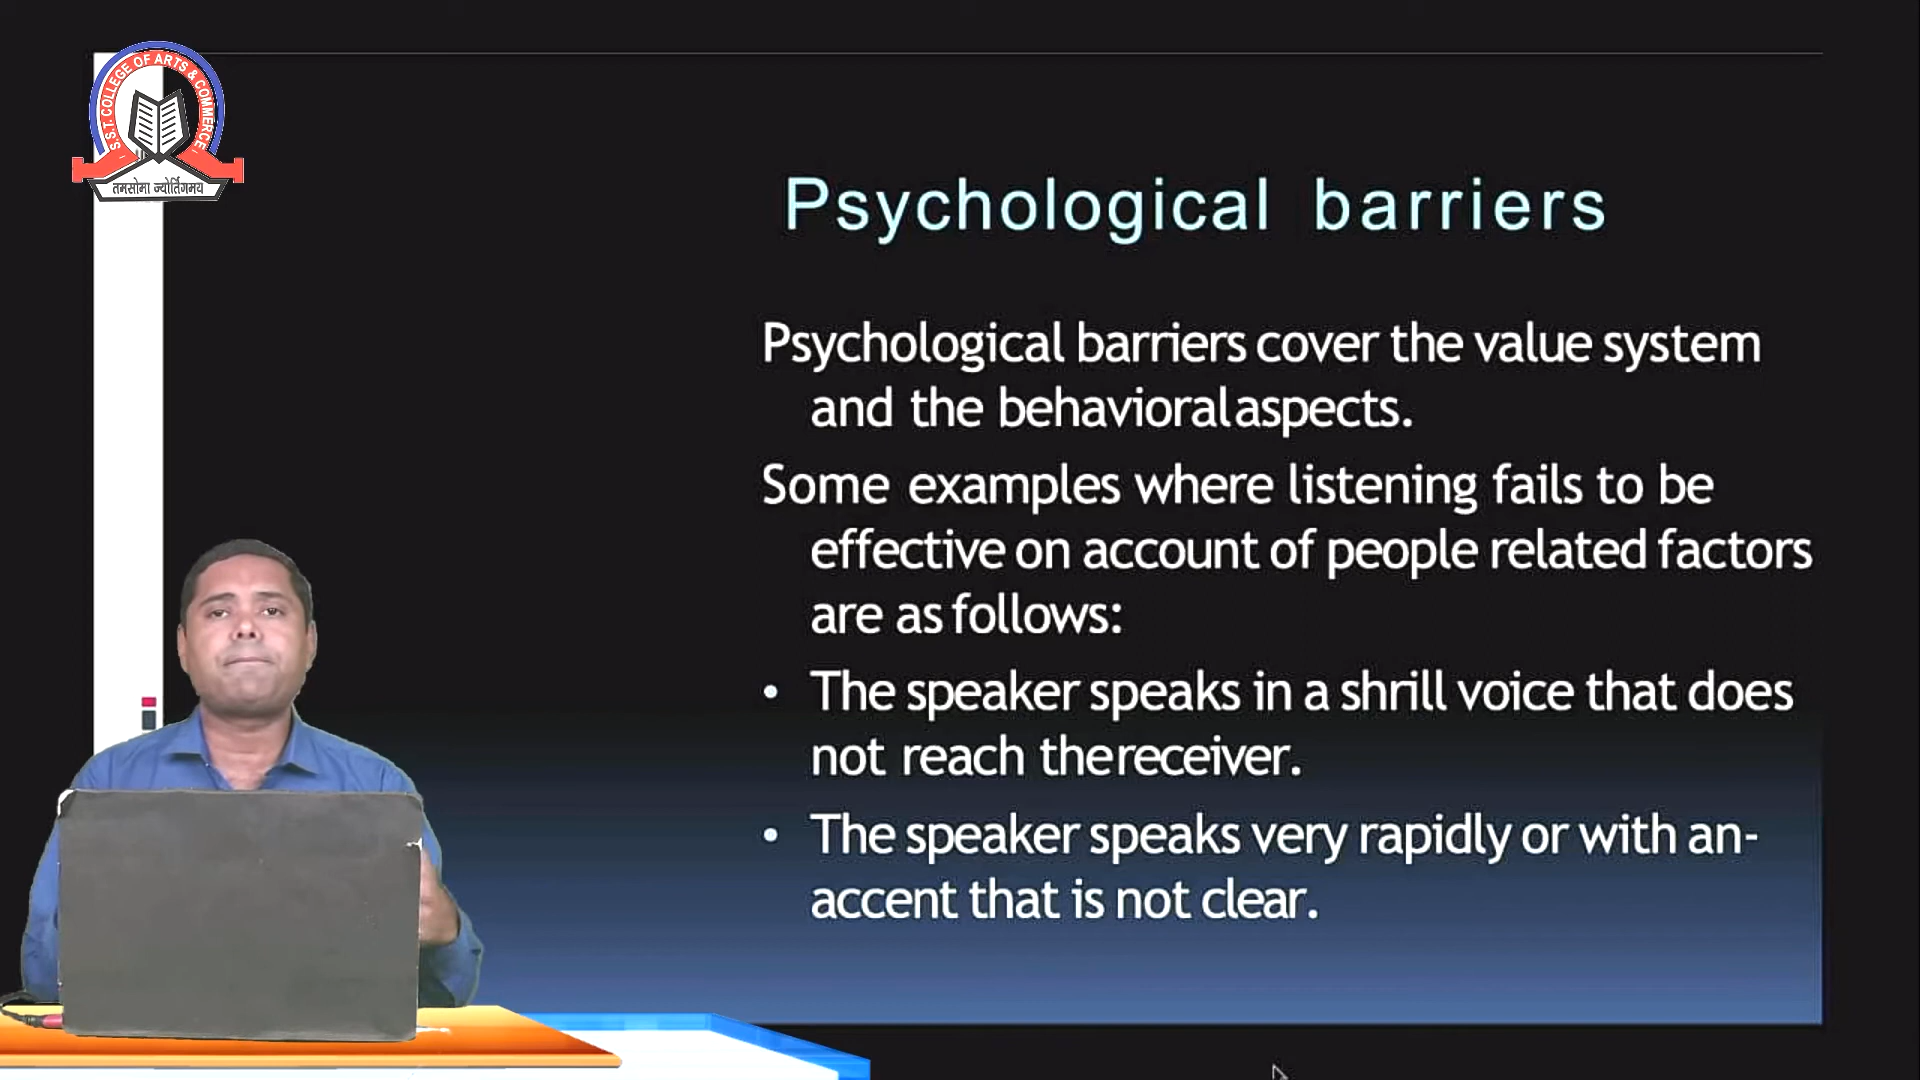 S.S.T. COLLEGE OF ARTS & COMMERCE
तमसोमा ज्योर्तिगमय
Psychological barriers
Psychological barriers cover the value system
and the behavioral aspects.
Some examples where listening fails to be
effective on account of people related factors
are as follows:
• The speaker speaks in a shrill voice that does
not reach thereceiver.
• The speaker speaks very rapidly or with an-
accent that is not clear.